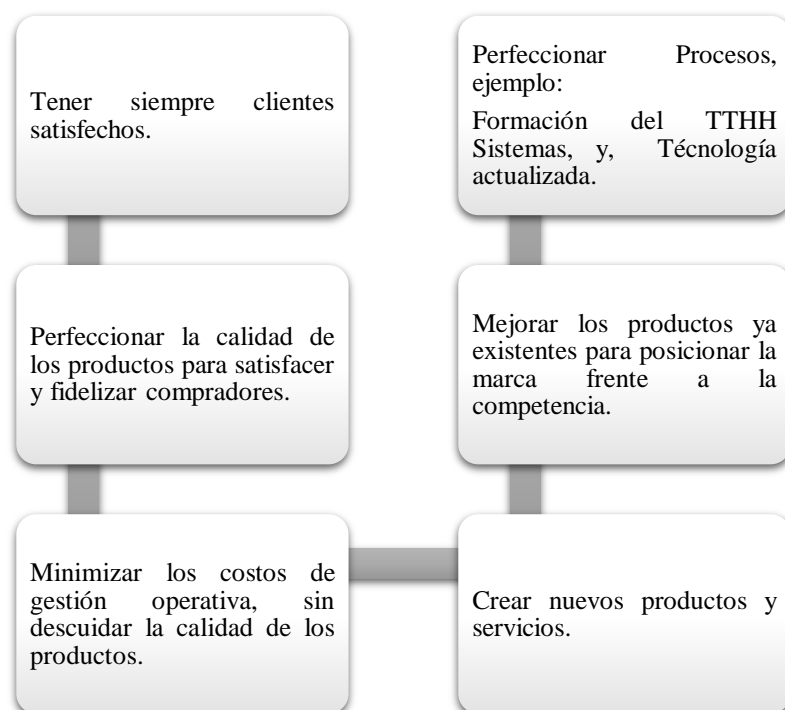 Tener siempre clientes
satisfechos.
Perfeccionar la calidad de
los productos para satisfacer
y fidelizar compradores.
Minimizar los costos de
gestión operativa, sin
descuidar la calidad de los
productos.
Crear nuevos productos y
servicios.
Mejorar los productos ya
existentes para posicionar la
marca frente a la
competencia.
Perfeccionar Procesos,
ejemplo:
Formación del TTHH
Sistemas, y, Técnología
actualizada.